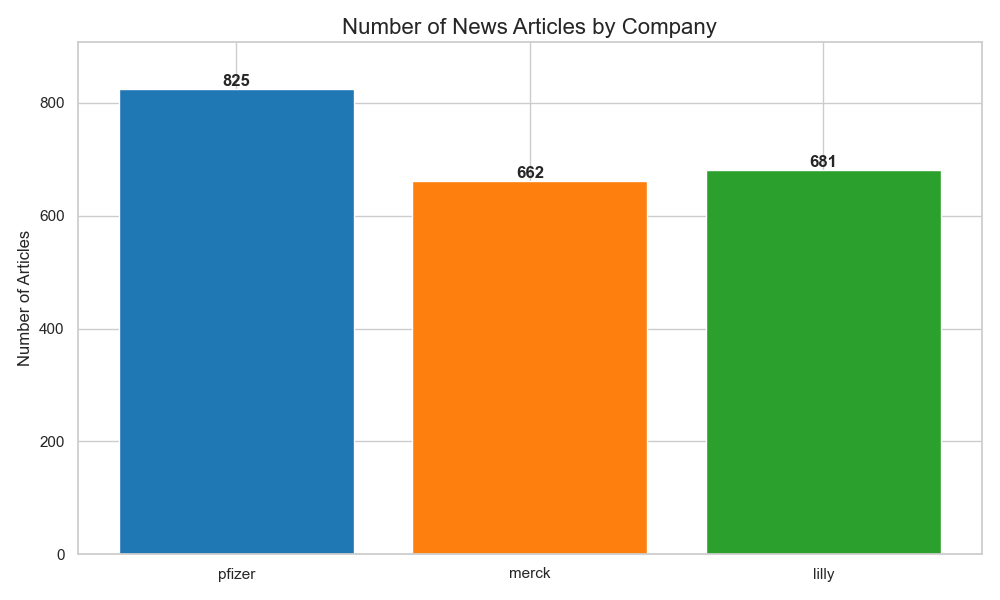 Number of News Articles by Company
825
662
681
Number of Articles
800
600
400
200
0
pfizer
merck
lilly